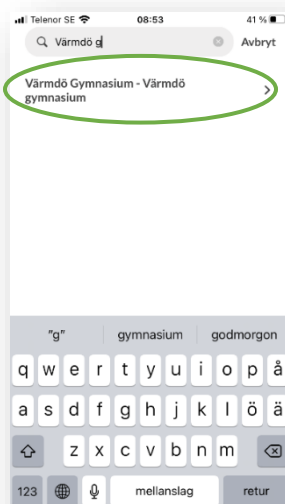 Telenor SE 08:53 41 %
Värmdö g Avbryt
Värmdö Gymnasium - Värmdö
gymnasium
"g" gymnasium godmorgon
q w e r t y u i o p å
a s d f g h j k l ö ä
z x c v b n m
123 mellanslag retur